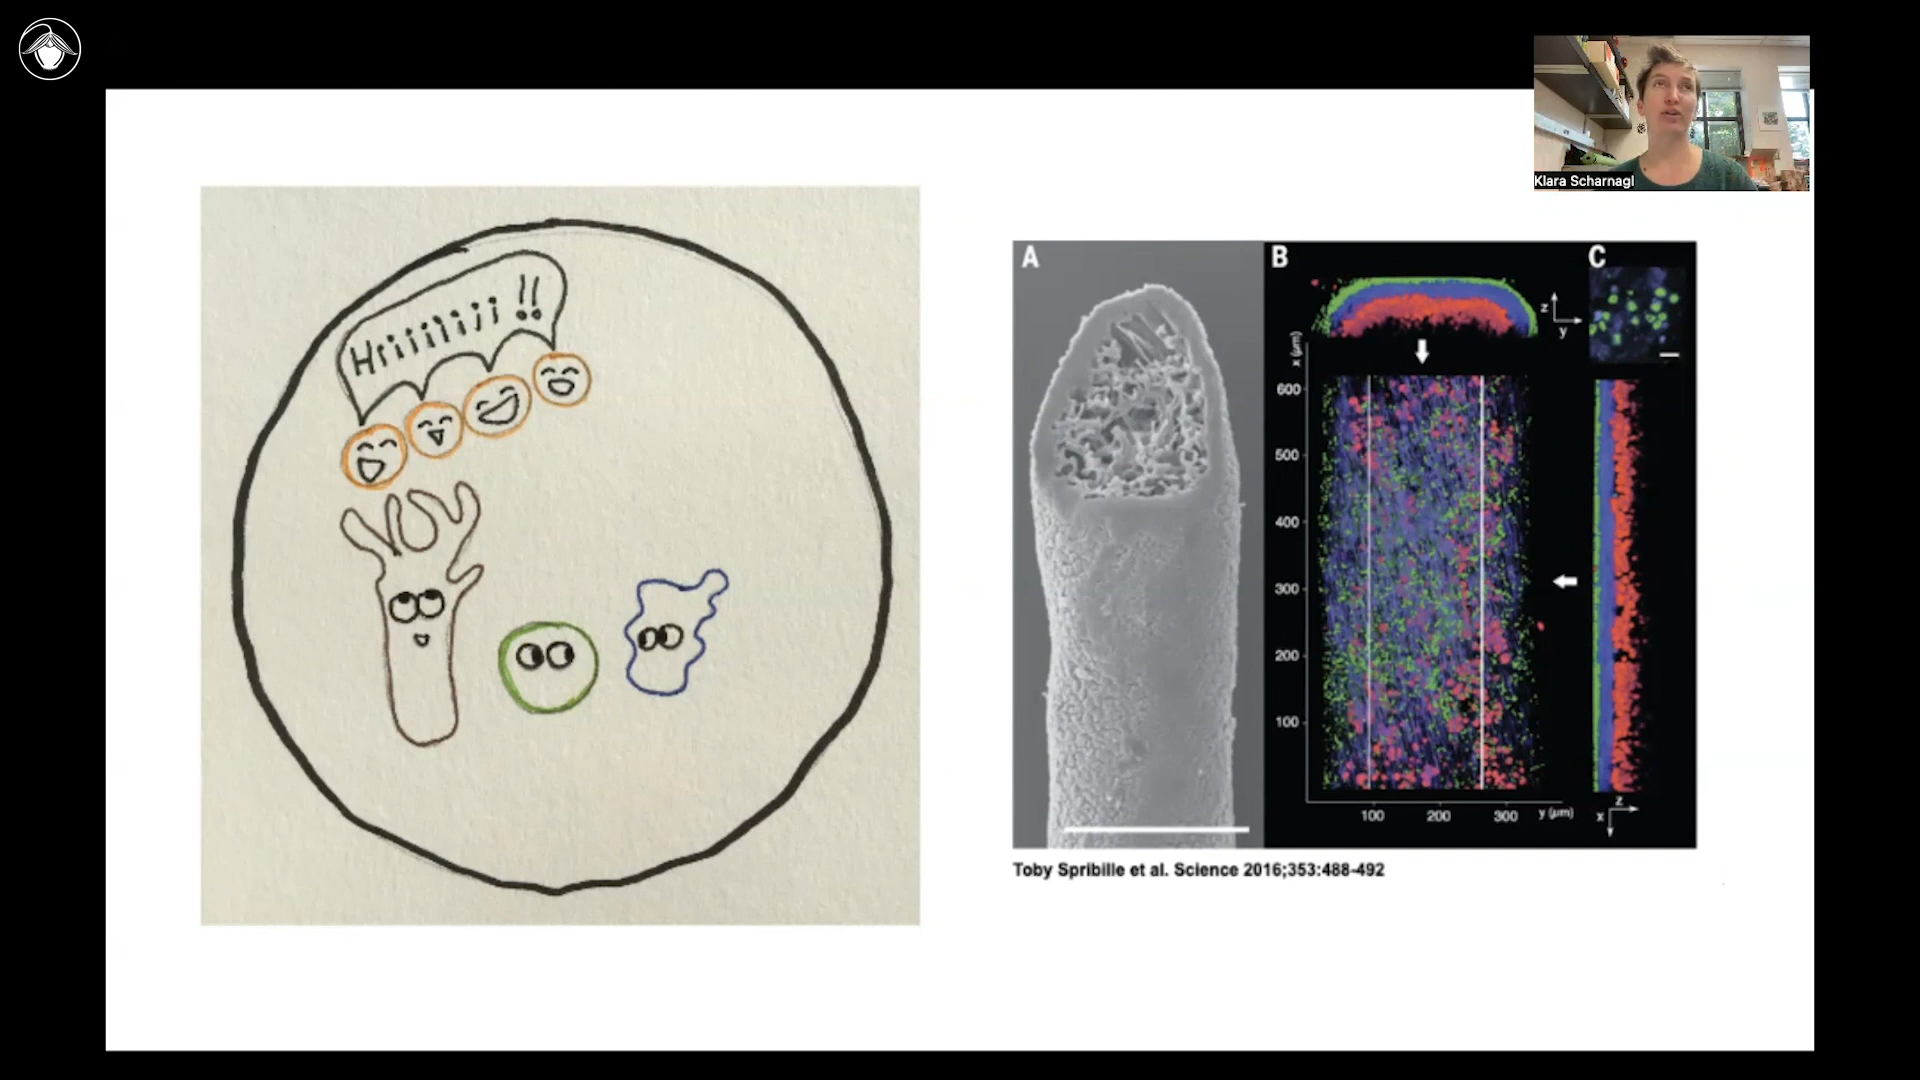 Klara Scharnagl
Hiiiiiiii!!
A
B
C
z
y
x (µm)
600
500
400
300
200
100
100
200
300
y (µm)
z
x
Toby Spribille et al. Science 2016;353:488-492